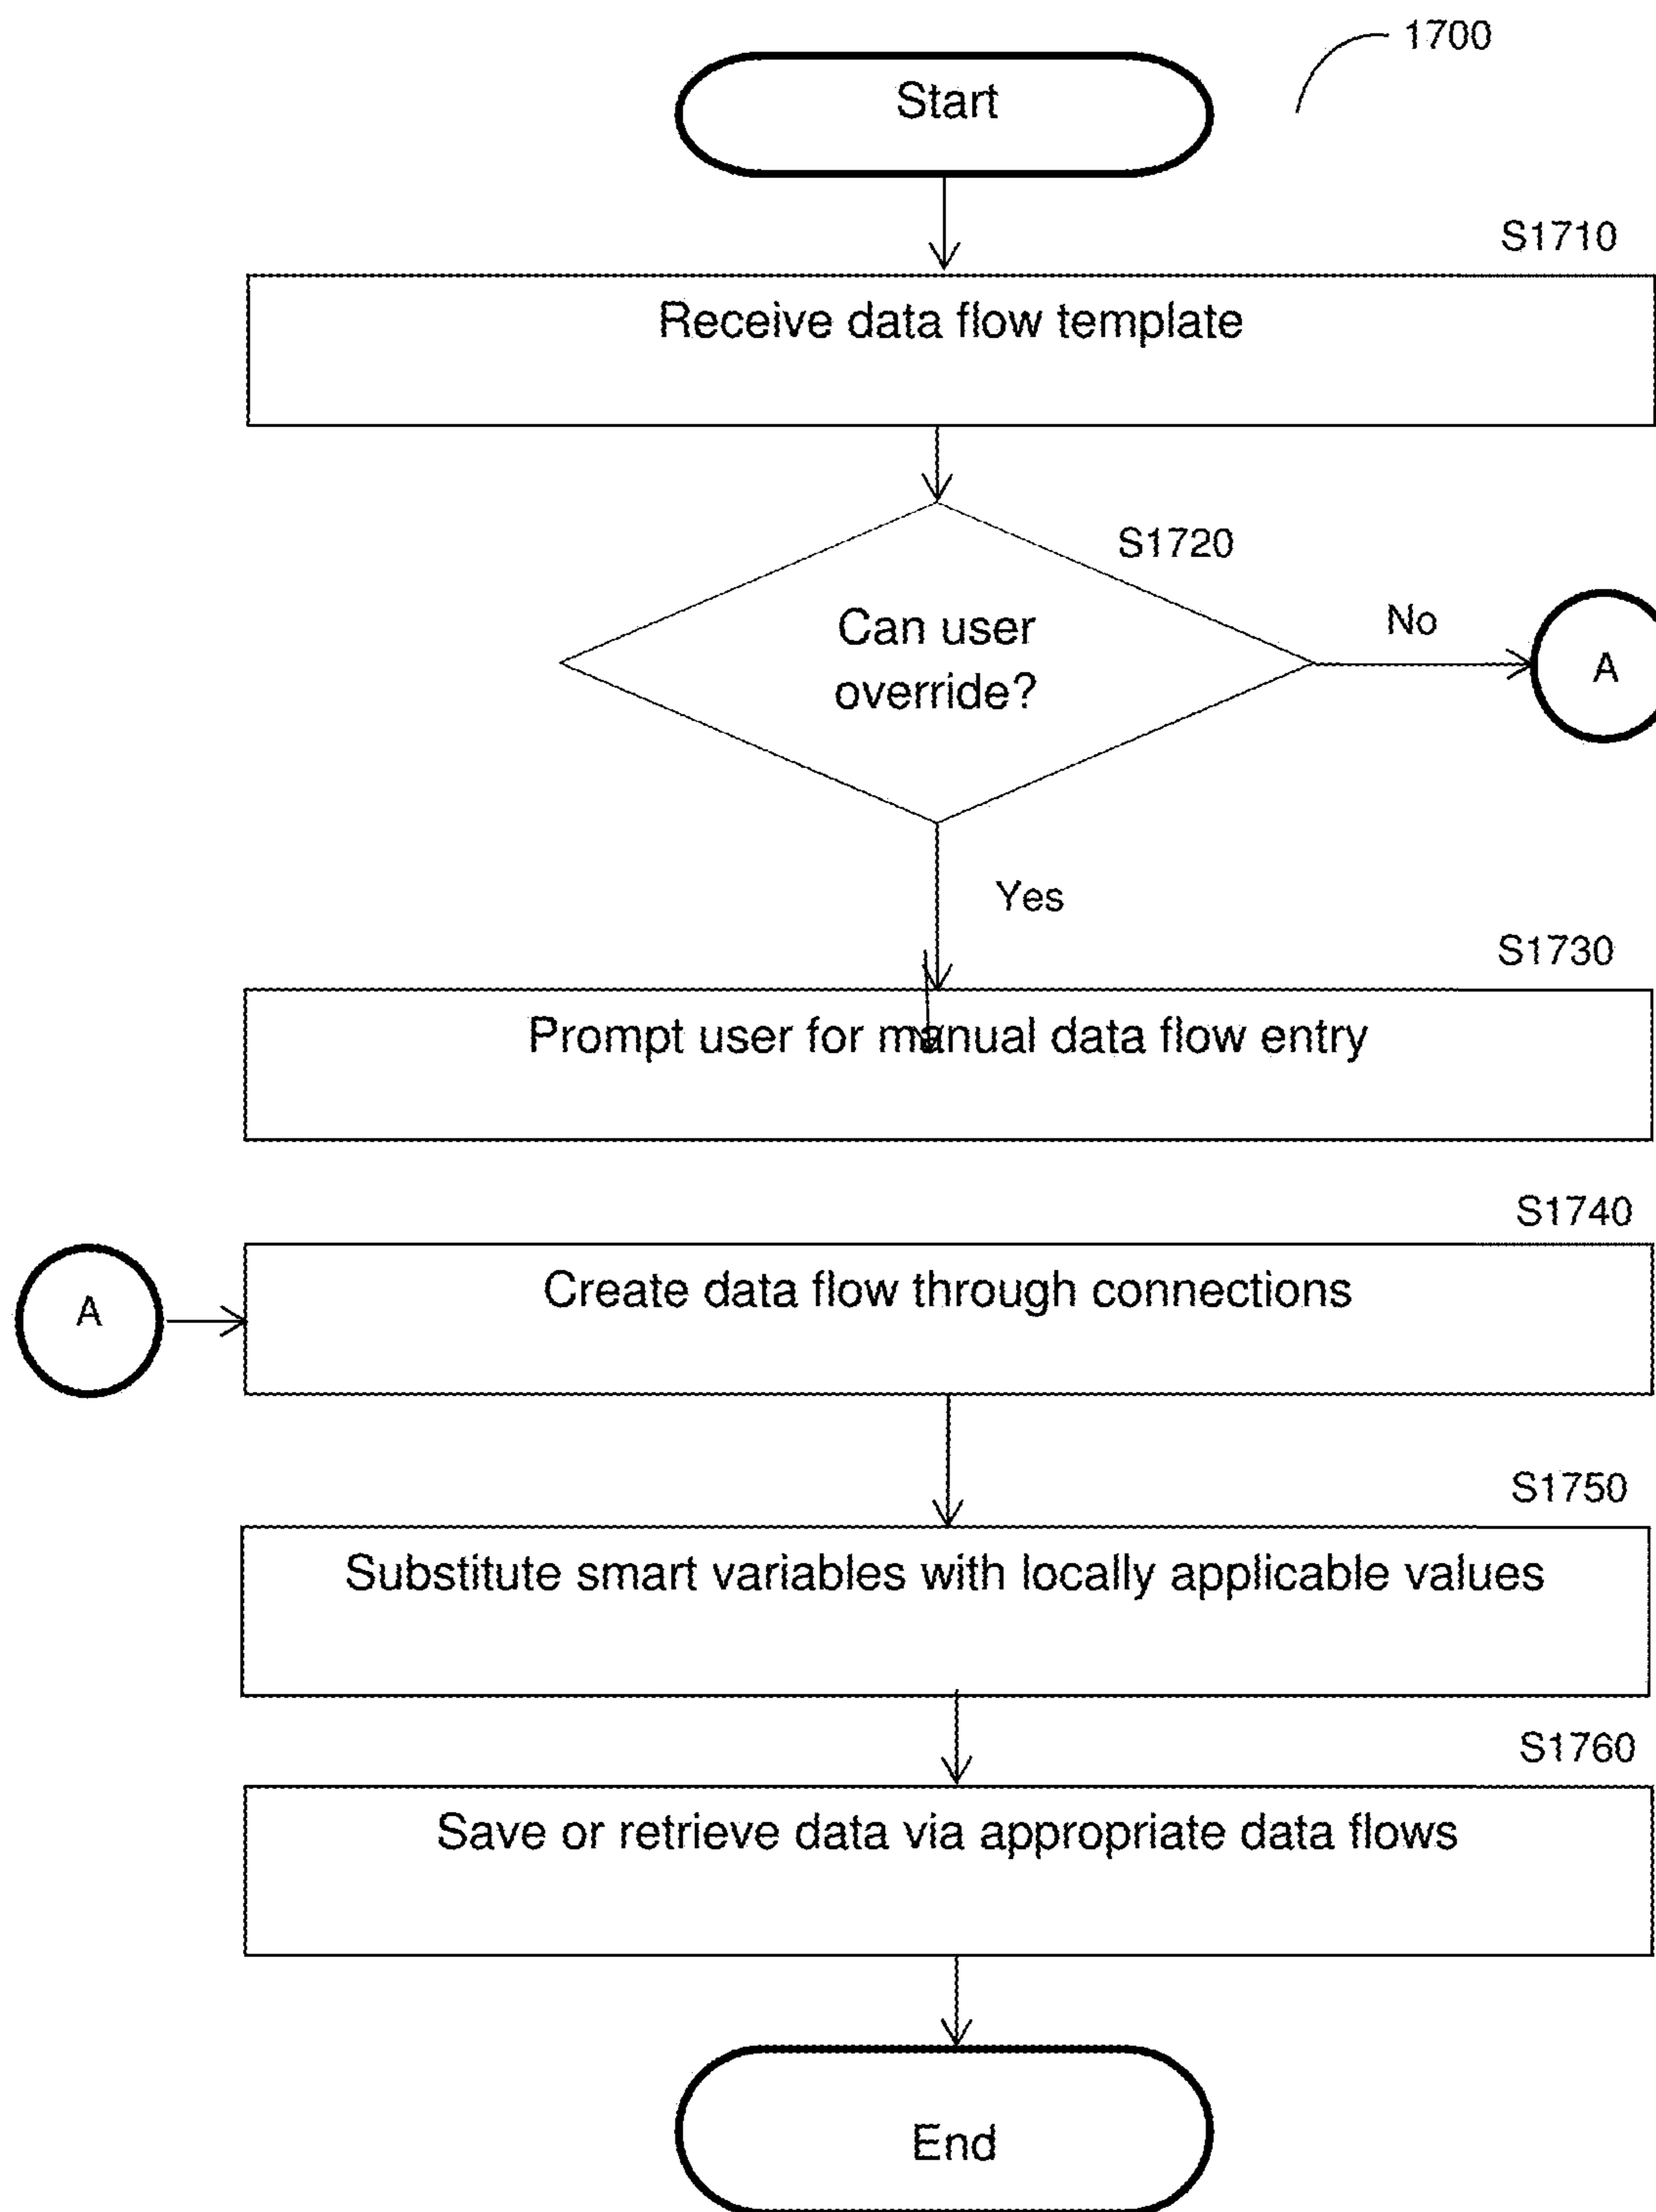 1700
Start
S1710
Receive data flow template
S1720
Can user
override?
No
A
Yes
S1730
Prompt user for manual data flow entry
S1740
A
Create data flow through connections
S1750
Substitute smart variables with locally applicable values
S1760
Save or retrieve data via appropriate data flows
End